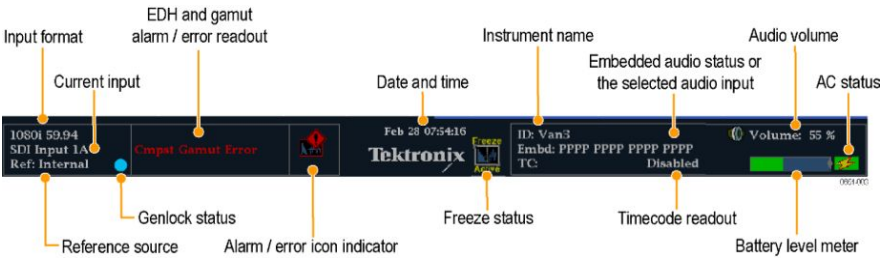 EDH and gamut
alarm / error readout
Input format
Instrument name
Audio volume
Current input
Date and time
Embedded audio status or
the selected audio input
AC status
1080i 59.94
SDI Input 1A
Ref: Internal
Cmpst Gamut Error
Feb 28 07:54:16
Tektronix
Freeze
Active
ID: Van3
Embd: PPPP PPPP PPPP PPPP
TC: Disabled
Volume: 55 %
Genlock status
Reference source
Alarm / error icon indicator
Freeze status
Timecode readout
Battery level meter